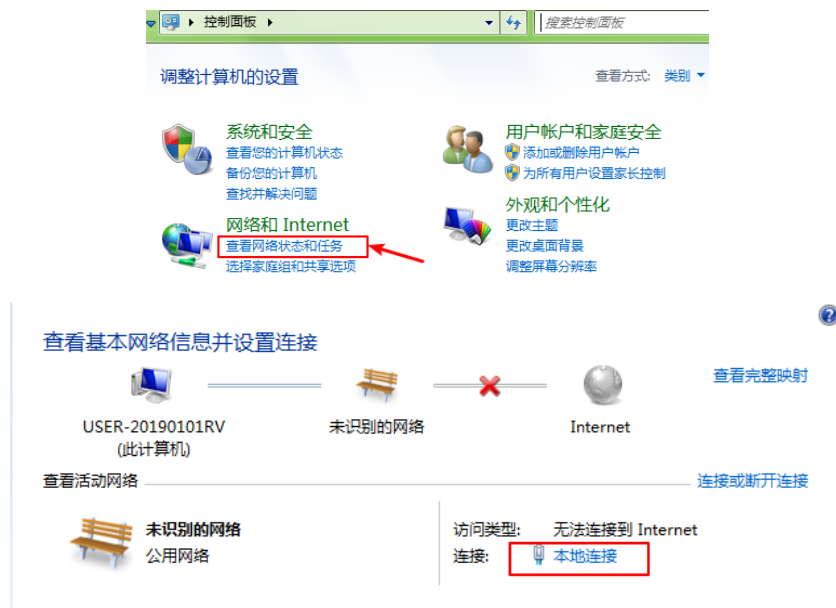 控制面板
搜索控制面板
调整计算机的设置
查看方式: 类别
系统和安全
查看您的计算机状态
备份您的计算机
查找并解决问题
网络和 Internet
查看网络状态和任务
选择家庭组和共享选项
用户帐户和家庭安全
添加或删除用户帐户
为所有用户设置家长控制
外观和个性化
更改主题
更改桌面背景
调整屏幕分辨率
查看基本网络信息并设置连接
查看完整映射
USER-20190101RV
(此计算机)
未识别的网络
Internet
查看活动网络
连接或断开连接
未识别的网络
公用网络
访问类型: 无法连接到 Internet
连接: 本地连接